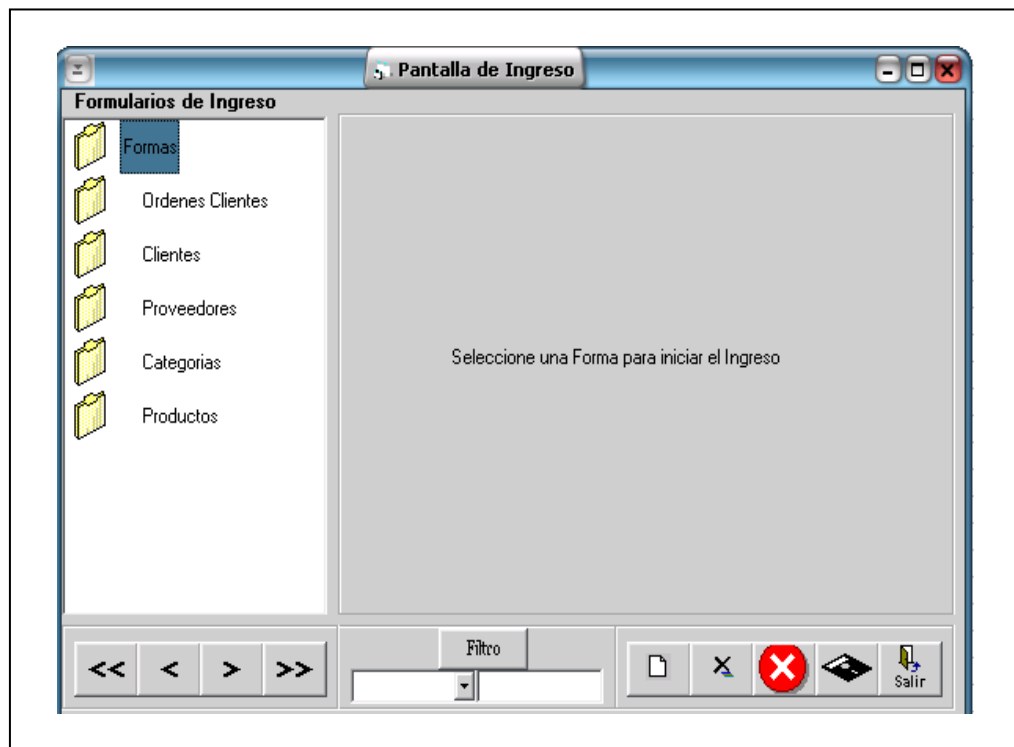 Pantalla de Ingreso
Formularios de Ingreso
Formas
Ordenes Clientes
Clientes
Proveedores
Categorias
Productos
Seleccione una Forma para iniciar el Ingreso
<< < > >>
Filtro
Salir